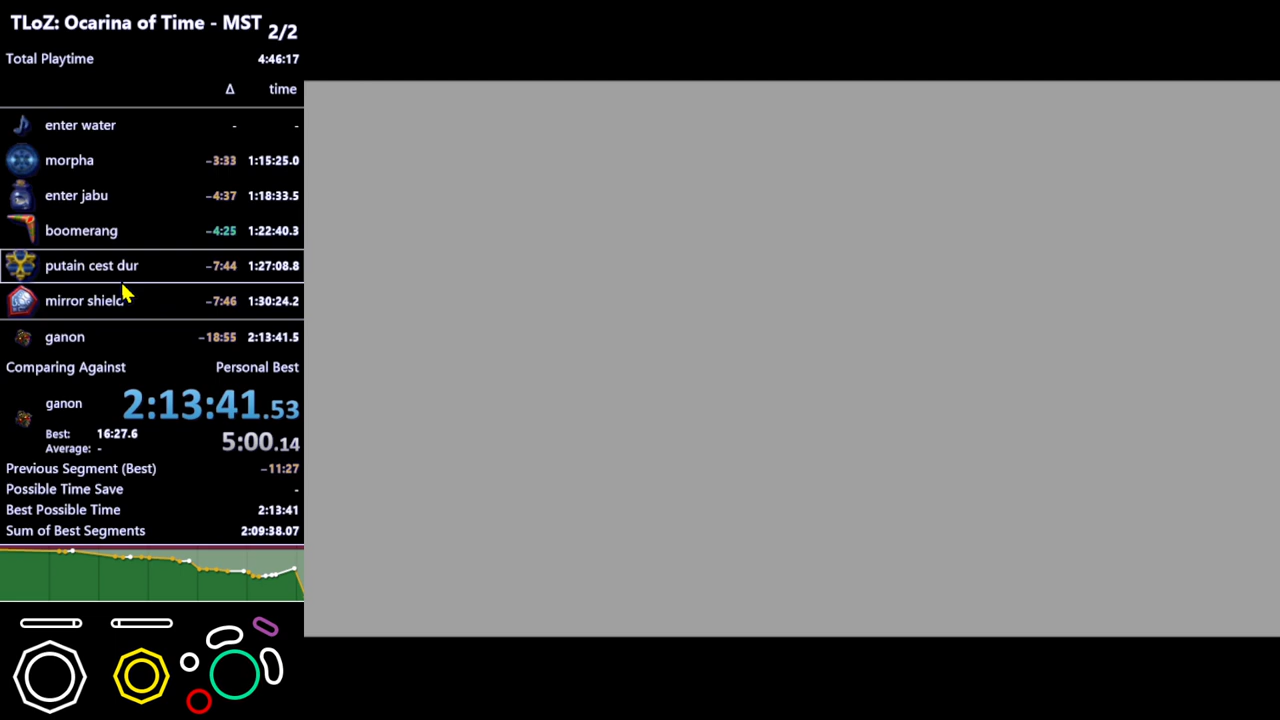 TLoZ: Ocarina of Time - MST
2/2
Total Playtime 4:46:17
Δ time
enter water - -
morpha −3:33 1:15:25.0
enter jabu −4:37 1:18:33.5
boomerang −4:25 1:22:40.3
putain cest dur −7:44 1:27:08.8
mirror shield −7:46 1:30:24.2
ganon −18:55 2:13:41.5
Comparing Against Personal Best
ganon 2:13:41.53
Best: 16:27.6 5:00.14
Average: -
Previous Segment (Best) −11:27
Possible Time Save -
Best Possible Time 2:13:41
Sum of Best Segments 2:09:38.07